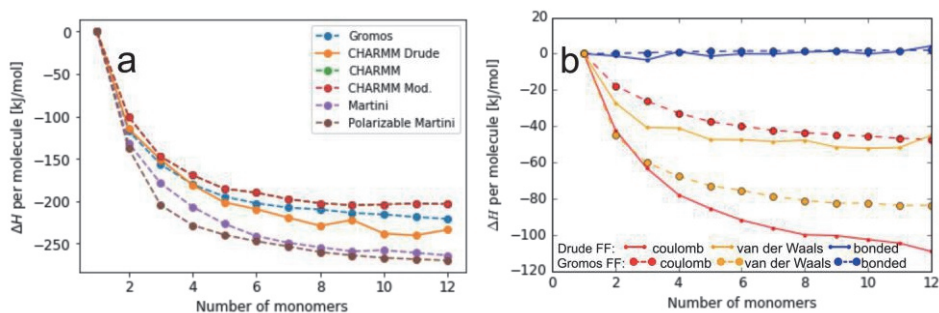 a
0
−50
−100
−150
−200
−250
ΔH per molecule [kJ/mol]
2 4 6 8 10 12
Number of monomers
Gromos
CHARMM Drude
CHARMM
CHARMM Mod.
Martini
Polarizable Martini
b
20
0
−20
−40
−60
−80
−100
−120
ΔH per molecule [kJ/mol]
Drude FF: coulomb van der Waals bonded
Gromos FF: coulomb van der Waals bonded
0 2 4 6 8 10 12
Number of monomers